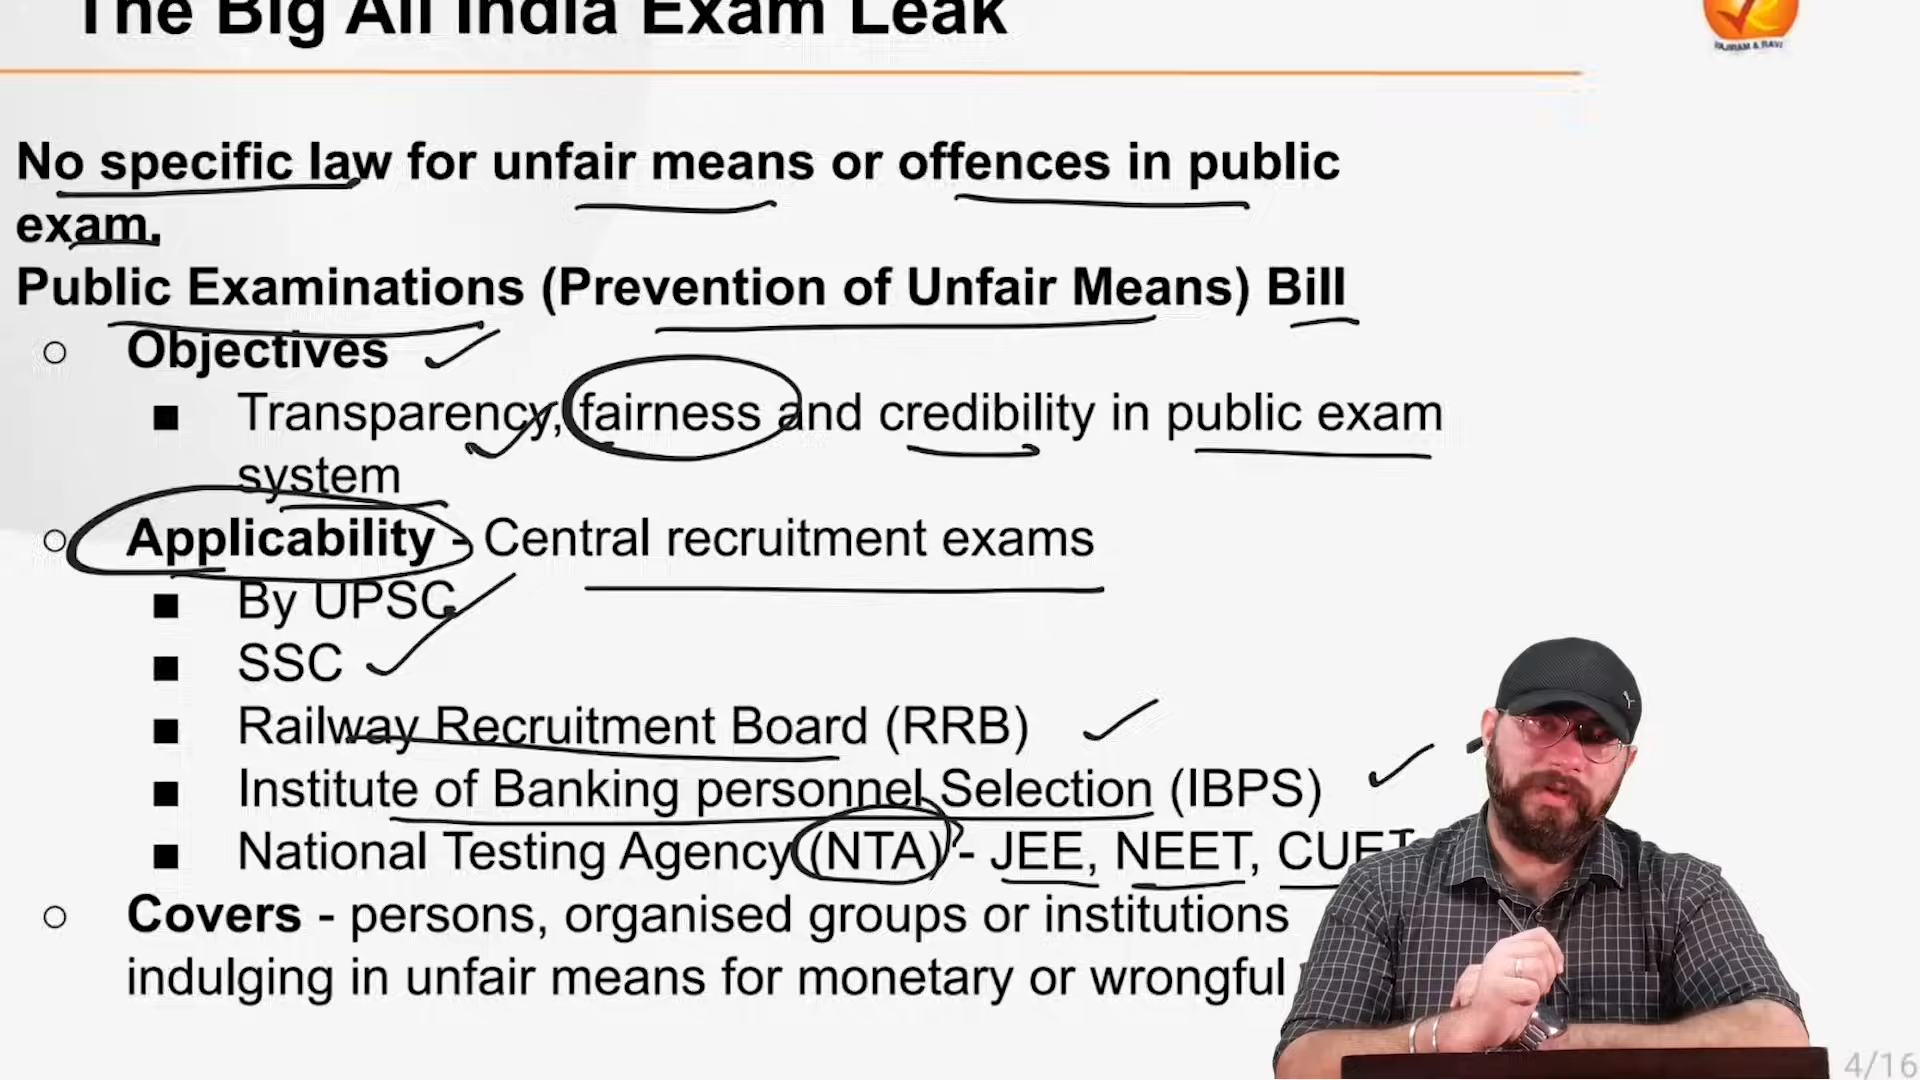 The Big All India Exam Leak
VAJIRAM & RAVI
No specific law for unfair means or offences in public
exam.
Public Examinations (Prevention of Unfair Means) Bill
○ Objectives
■ Transparency, fairness and credibility in public exam
system
○ Applicability - Central recruitment exams
■ By UPSC
■ SSC
■ Railway Recruitment Board (RRB)
■ Institute of Banking personnel Selection (IBPS)
■ National Testing Agency (NTA) - JEE, NEET, CUET
○ Covers - persons, organised groups or institutions
indulging in unfair means for monetary or wrongful
4/16